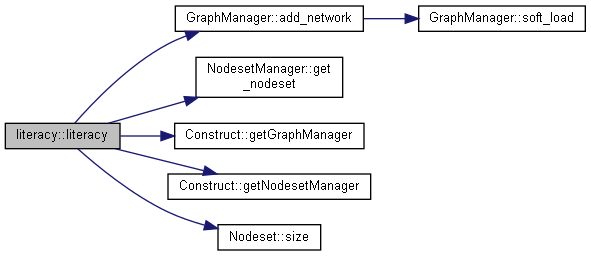 GraphManager::add_network
GraphManager::soft_load
NodesetManager::get
_nodeset
literacy::literacy
Construct::getGraphManager
Construct::getNodesetManager
Nodeset::size